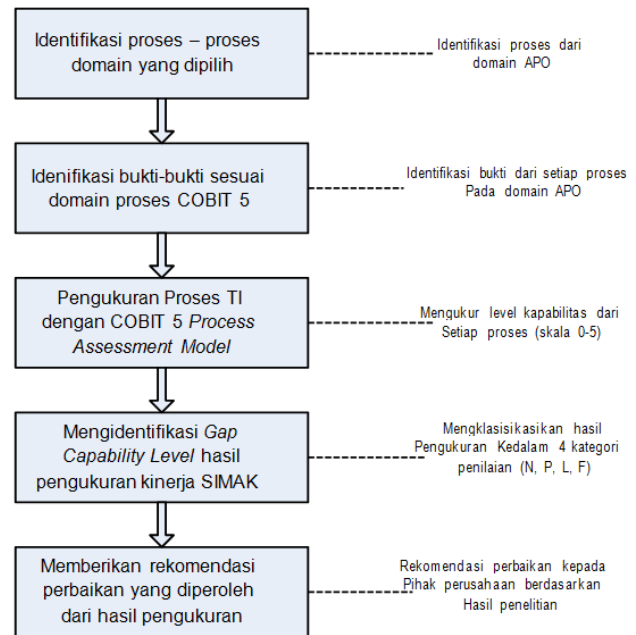 Identifikasi proses – proses
domain yang dipilih
Identifikasi proses dari
domain APO
Idenifikasi bukti-bukti sesuai
domain proses COBIT 5
Identifikasi bukti dari setiap proses
Pada domain APO
Pengukuran Proses TI
dengan COBIT 5 Process
Assessment Model
Mengukur level kapabilitas dari
Setiap proses (skala 0-5)
Mengidentifikasi Gap
Capability Level hasil
pengukuran kinerja SIMAK
Mengklasisikasikan hasil
Pengukuran Kedalam 4 kategori
penilaian (N, P, L, F)
Memberikan rekomendasi
perbaikan yang diperoleh
dari hasil pengukuran
Rekomendasi perbaikan kepada
Pihak perusahaan berdasarkan
Hasil penelitian